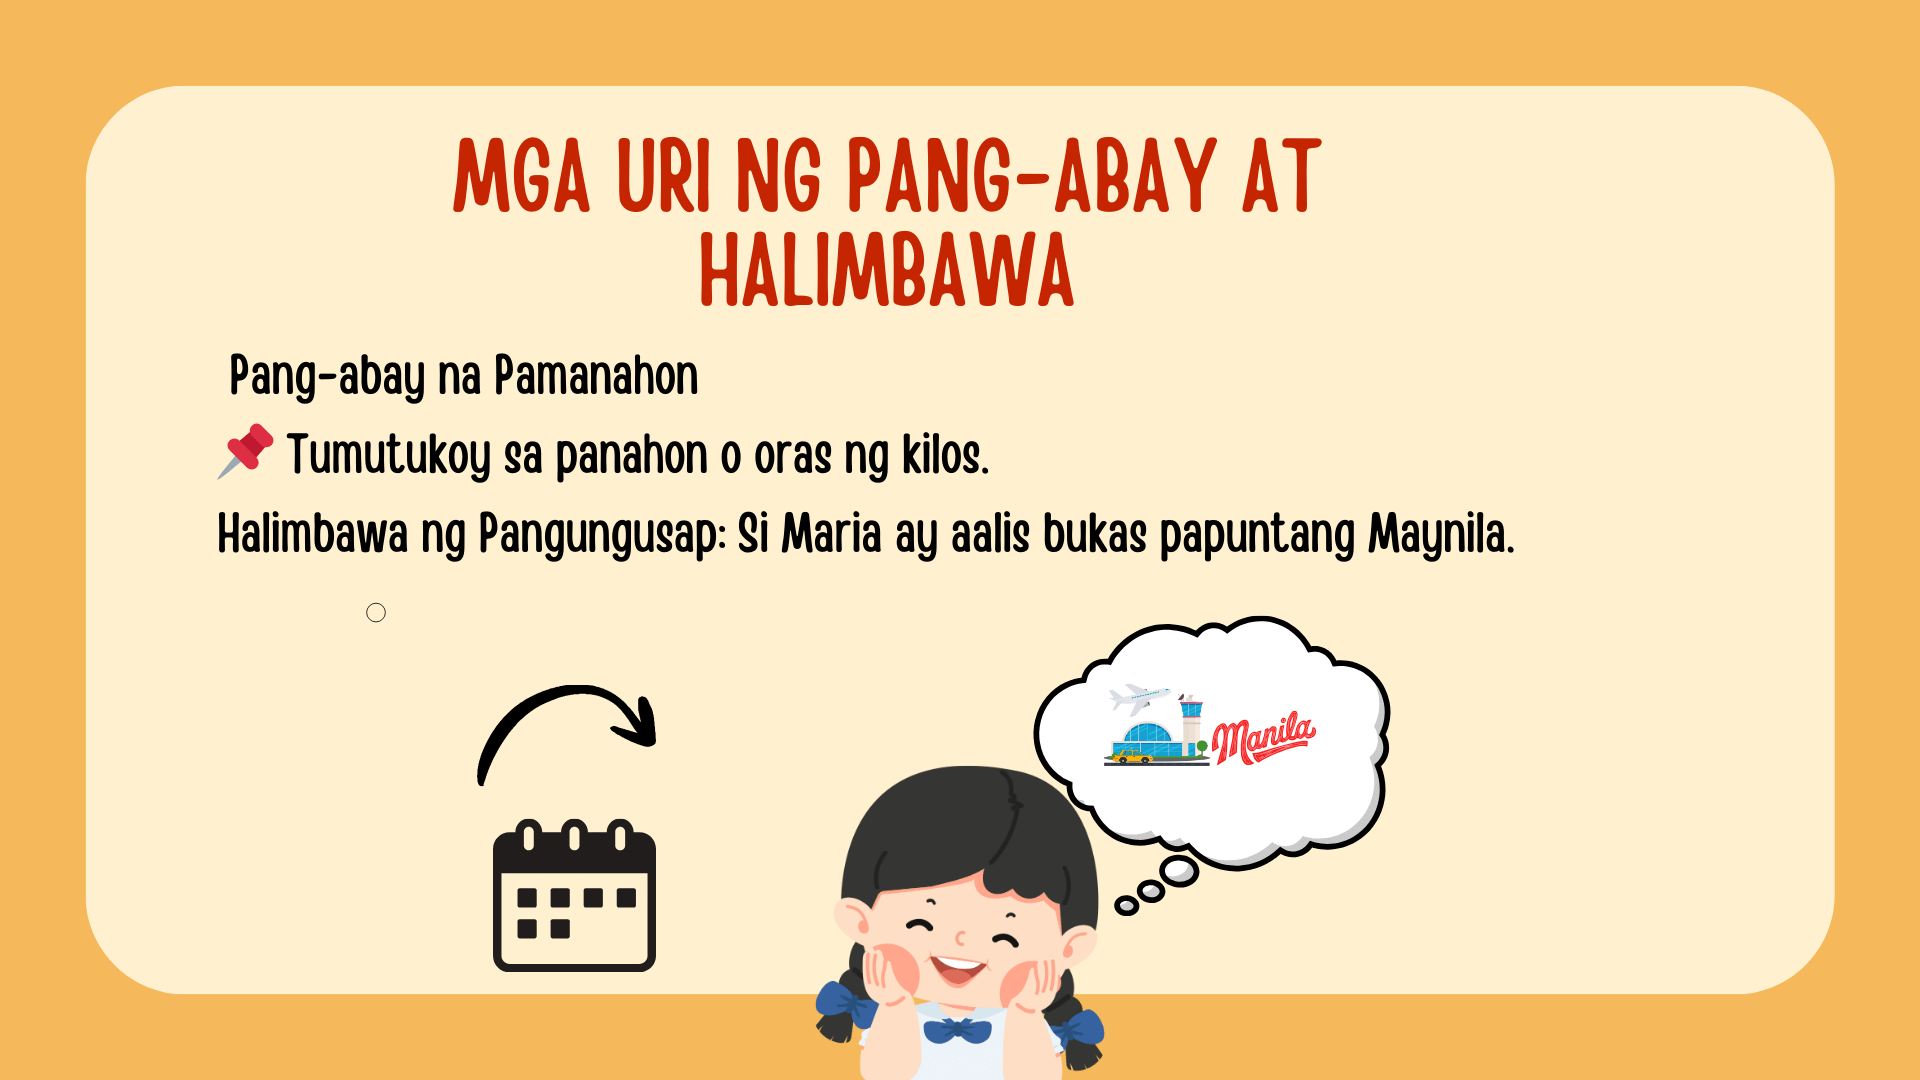 MGA URI NG PANG-ABAY AT
HALIMBAWA
Pang-abay na Pamanahon
📌 Tumutukoy sa panahon o oras ng kilos.
Halimbawa ng Pangungusap: Si Maria ay aalis bukas papuntang Maynila.
Manila